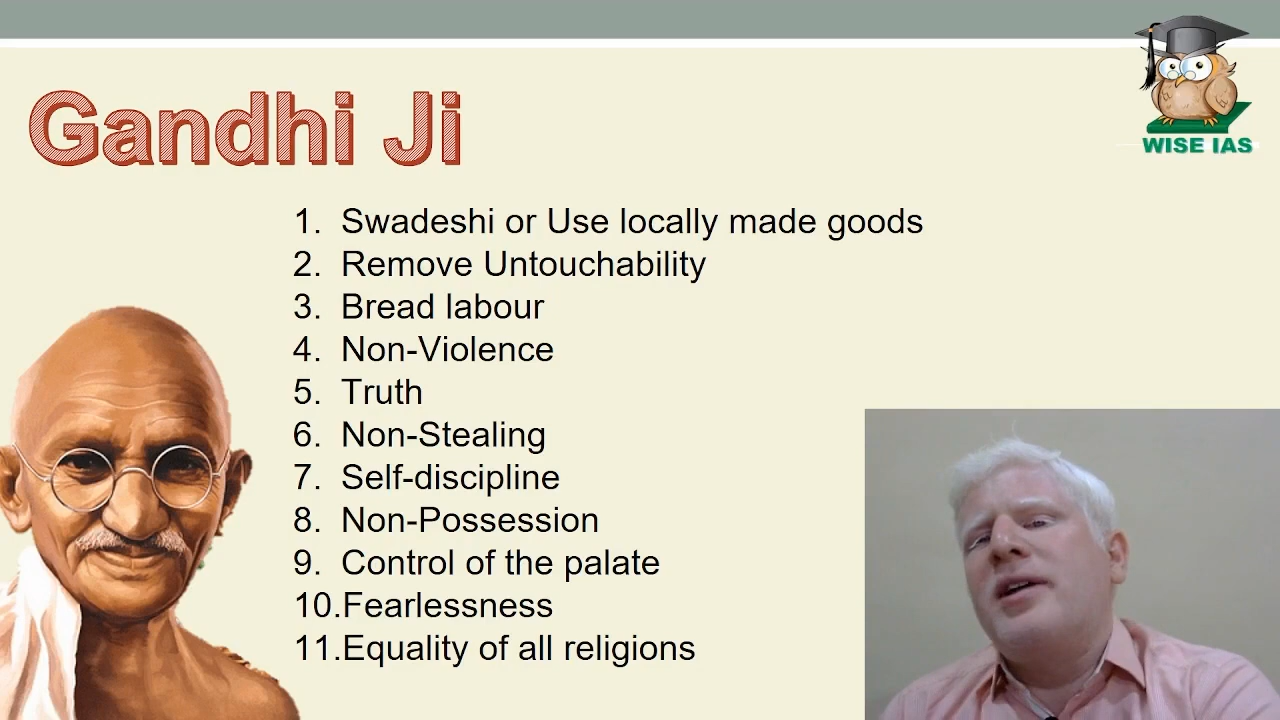 Gandhi Ji
WISE IAS
1. Swadeshi or Use locally made goods
2. Remove Untouchability
3. Bread labour
4. Non-Violence
5. Truth
6. Non-Stealing
7. Self-discipline
8. Non-Possession
9. Control of the palate
10.Fearlessness
11.Equality of all religions